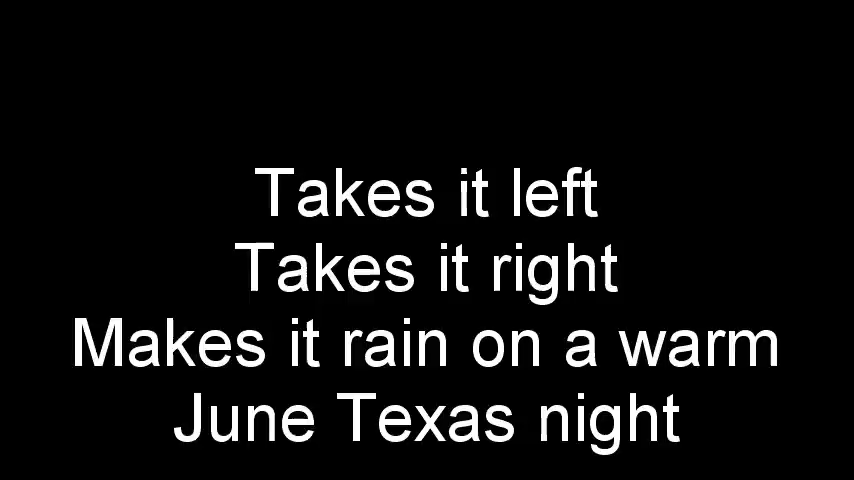 Takes it left
Takes it right
Makes it rain on a warm
June Texas night